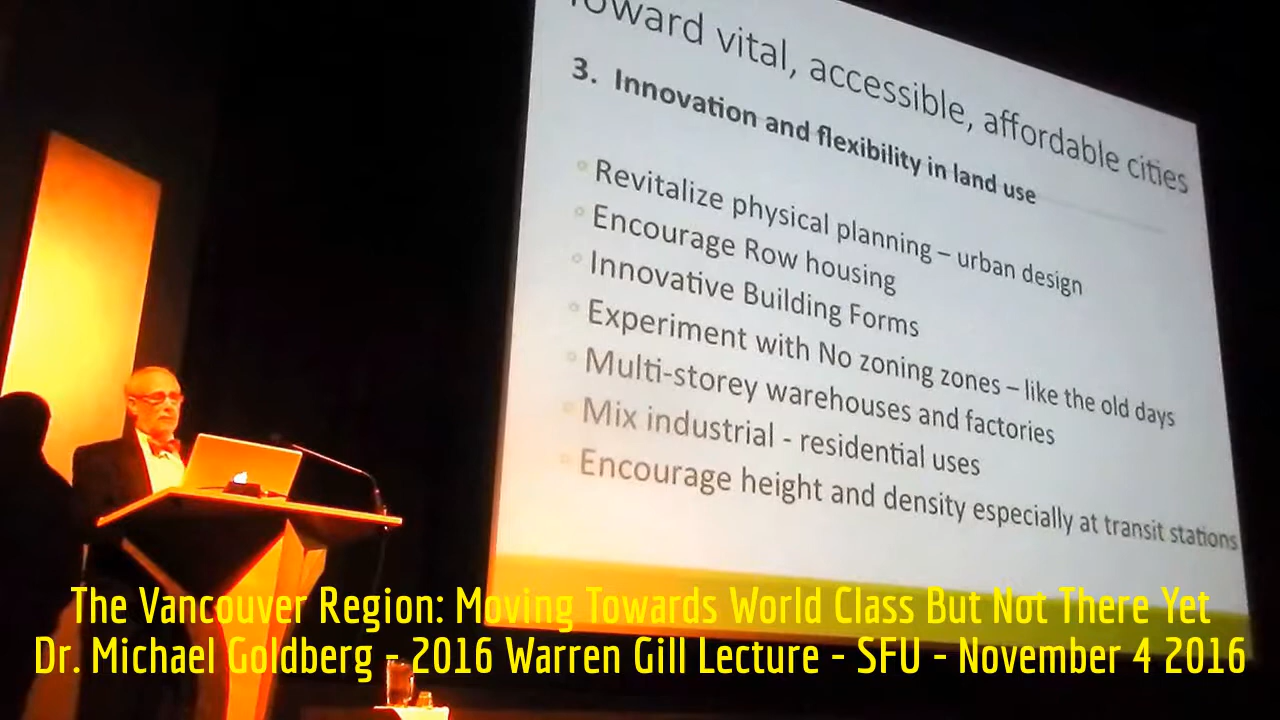 Toward vital, accessible, affordable cities
3. Innovation and flexibility in land use
Revitalize physical planning – urban design
Encourage Row housing
Innovative Building Forms
Experiment with No zoning zones – like the old days
Multi-storey warehouses and factories
Mix industrial - residential uses
Encourage height and density especially at transit stations
The Vancouver Region: Moving Towards World Class But Not There Yet
Dr. Michael Goldberg - 2016 Warren Gill Lecture - SFU - November 4 2016